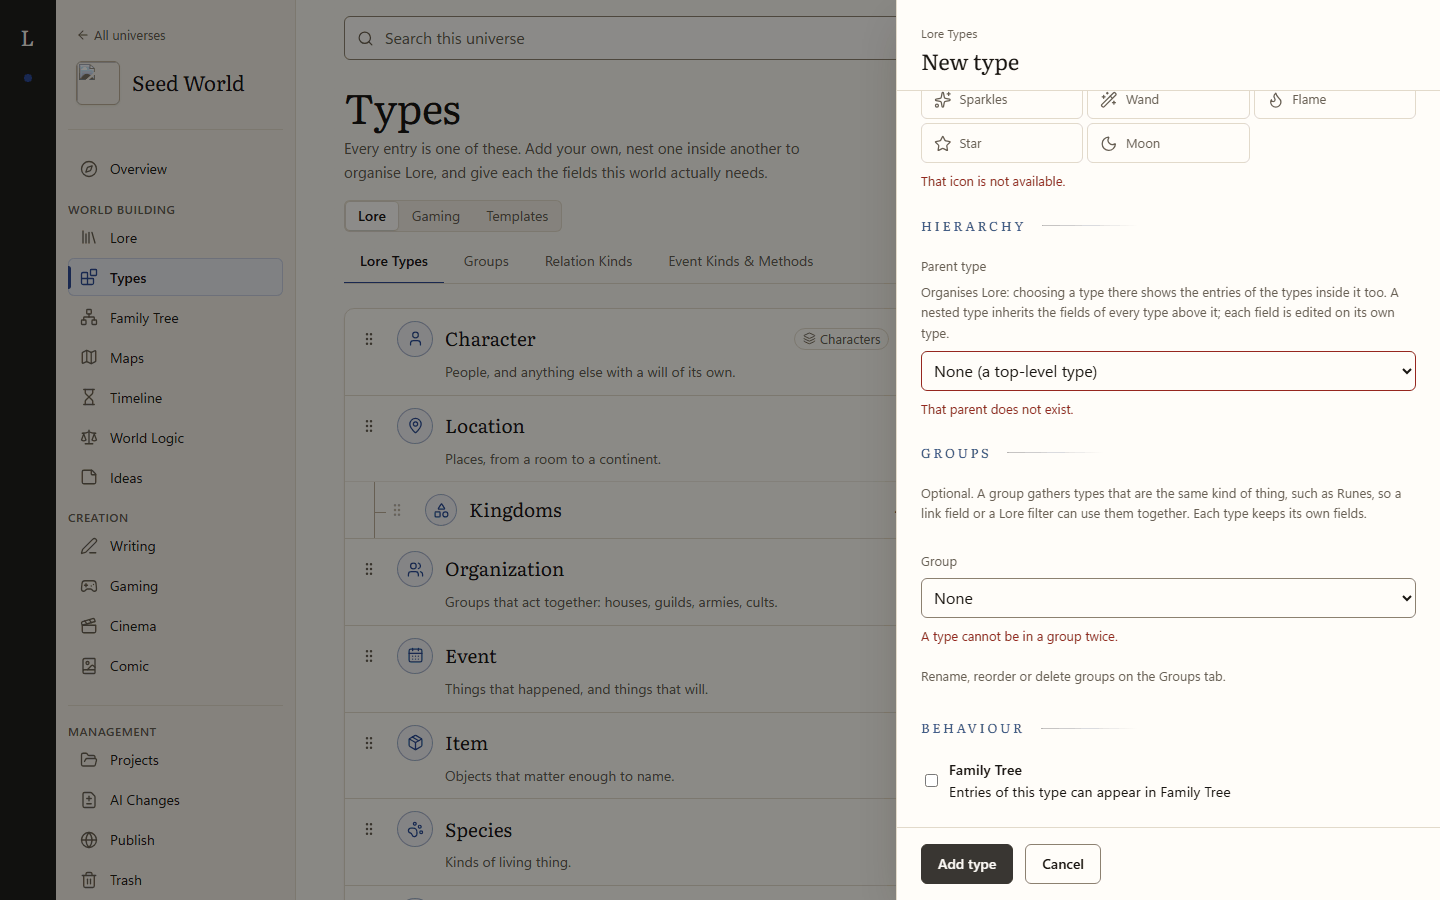 L
All universes
Seed World
Overview
WORLD BUILDING
Lore
Types
Family Tree
Maps
Timeline
World Logic
Ideas
CREATION
Writing
Gaming
Cinema
Comic
MANAGEMENT
Projects
AI Changes
Publish
Trash
Search this universe
Types
Every entry is one of these. Add your own, nest one inside another to
organise Lore, and give each the fields this world actually needs.
Lore Gaming Templates
Lore Types Groups Relation Kinds Event Kinds & Methods
Character Characters
People, and anything else with a will of its own.
Location
Places, from a room to a continent.
Kingdoms
Organization
Groups that act together: houses, guilds, armies, cults.
Event
Things that happened, and things that will.
Item
Objects that matter enough to name.
Species
Kinds of living thing.
Lore Types
New type
Sparkles Wand Flame
Star Moon
That icon is not available.
HIERARCHY
Parent type
Organises Lore: choosing a type there shows the entries of the types inside it too. A
nested type inherits the fields of every type above it; each field is edited on its own
type.
None (a top-level type)
That parent does not exist.
GROUPS
Optional. A group gathers types that are the same kind of thing, such as Runes, so a
link field or a Lore filter can use them together. Each type keeps its own fields.
Group
None
A type cannot be in a group twice.
Rename, reorder or delete groups on the Groups tab.
BEHAVIOUR
Family Tree
Entries of this type can appear in Family Tree
Add type Cancel